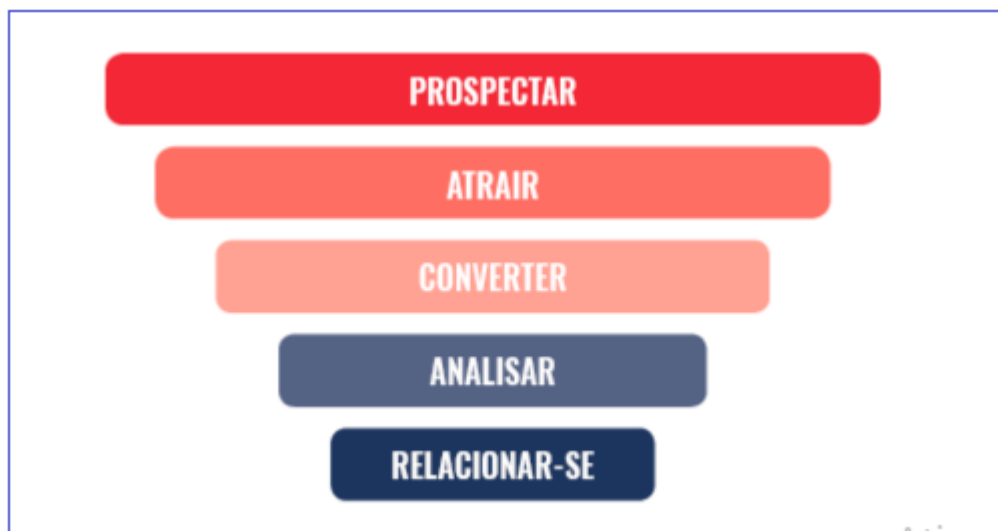 PROSPECTAR
ATRAIR
CONVERTER
ANALISAR
RELACIONAR-SE